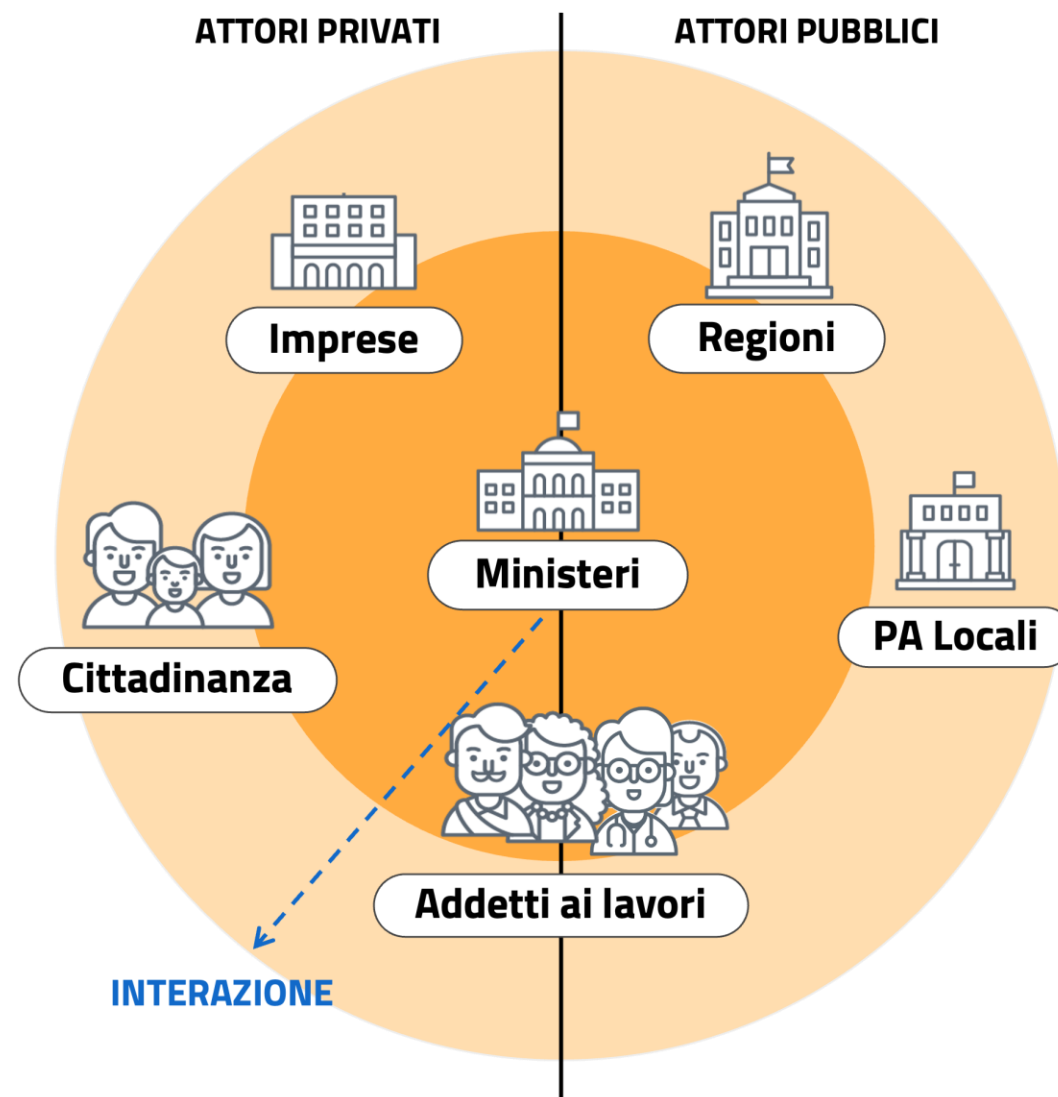 ATTORI PRIVATI
ATTORI PUBBLICI
Imprese
Regioni
Ministeri
PA Locali
Cittadinanza
Addetti ai lavori
INTERAZIONE